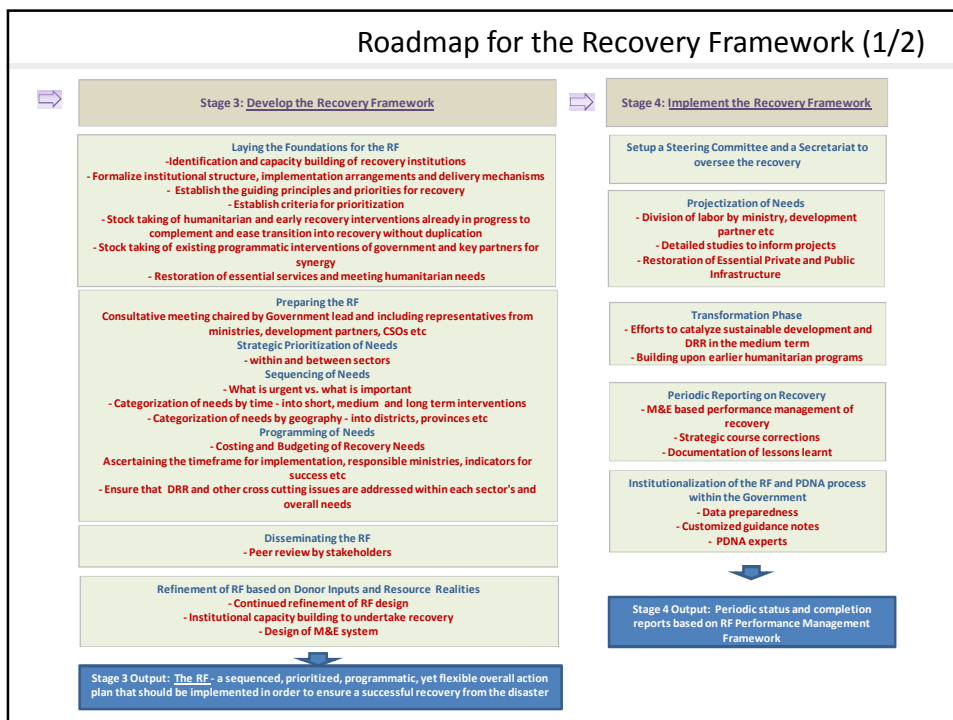 Roadmap for the Recovery Framework (1/2)
Stage 3: Develop the Recovery Framework
Laying the Foundations for the RF
-Identification and capacity building of recovery institutions
- Formalize institutional structure, implementation arrangements and delivery mechanisms
- Establish the guiding principles and priorities for recovery
- Establish criteria for prioritization
- Stock taking of humanitarian and early recovery interventions already in progress to
complement and ease transition into recovery without duplication
- Stock taking of existing programmatic interventions of government and key partners for
synergy
- Restoration of essential services and meeting humanitarian needs
Preparing the RF
Consultative meeting chaired by Government lead and including representatives from
ministries, development partners, CSOs etc
Strategic Prioritization of Needs
- within and between sectors
Sequencing of Needs
- What is urgent vs. what is important
- Categorization of needs by time - into short, medium and long term interventions
- Categorization of needs by geography - into districts, provinces etc
Programming of Needs
- Costing and Budgeting of Recovery Needs
Ascertaining the timeframe for implementation, responsible ministries, indicators for
success etc
- Ensure that DRR and other cross cutting issues are addressed within each sector's and
overall needs
Disseminating the RF
- Peer review by stakeholders
Refinement of RF based on Donor Inputs and Resource Realities
- Continued refinement of RF design
- Institutional capacity building to undertake recovery
- Design of M&E system
Stage 3 Output: The RF - a sequenced, prioritized, programmatic, yet flexible overall action
plan that should be implemented in order to ensure a successful recovery from the disaster
Stage 4: Implement the Recovery Framework
Setup a Steering Committee and a Secretariat to
oversee the recovery
Projectization of Needs
- Division of labor by ministry, development
partner etc
- Detailed studies to inform projects
- Restoration of Essential Private and Public
Infrastructure
Transformation Phase
- Efforts to catalyze sustainable development and
DRR in the medium term
- Building upon earlier humanitarian programs
Periodic Reporting on Recovery
- M&E based performance management of
recovery
- Strategic course corrections
- Documentation of lessons learnt
Institutionalization of the RF and PDNA process
within the Government
- Data preparedness
- Customized guidance notes
- PDNA experts
Stage 4 Output: Periodic status and completion
reports based on RF Performance Management
Framework